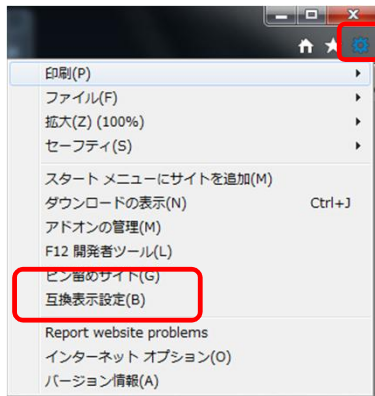 印刷(P)
ファイル(F)
拡大(Z) (100%)
セーフティ(S)
スタート メニューにサイトを追加(M)
ダウンロードの表示(N) Ctrl+J
アドオンの管理(M)
F12 開発者ツール(L)
ピン留めサイト(G)
互換表示設定(B)
Report website problems
インターネット オプション(O)
バージョン情報(A)